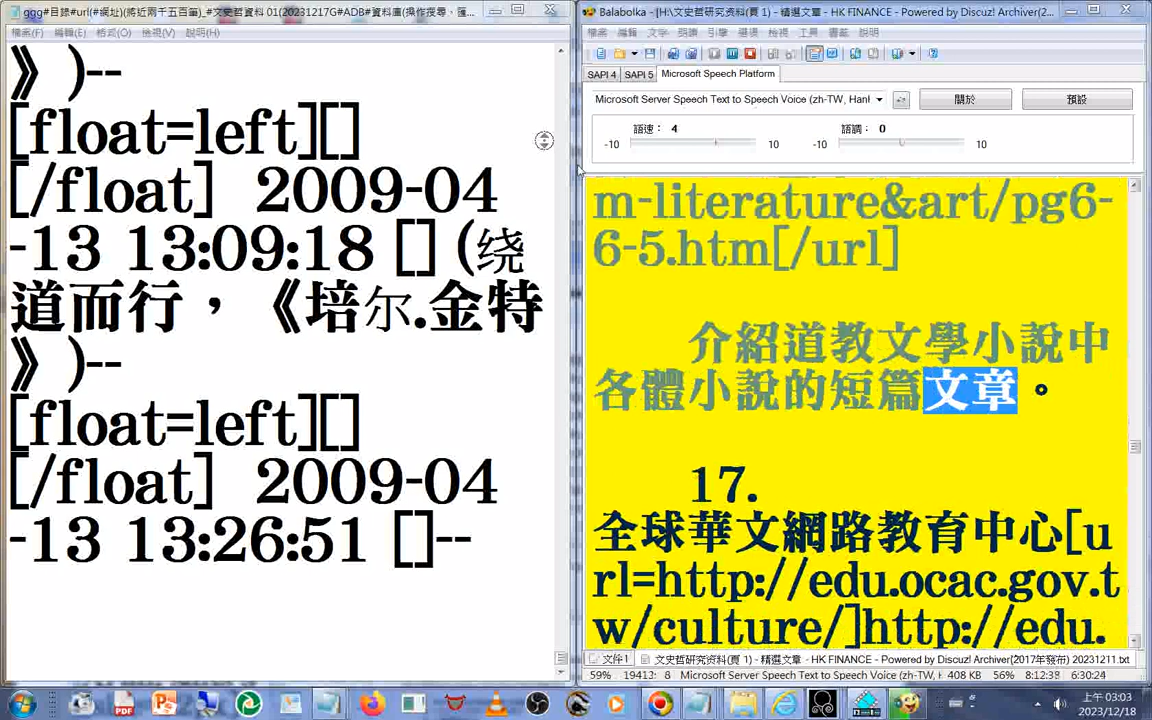 ggg#目錄#url(#網址)(將近兩千五百筆)_#文史哲資料 01(20231217G#ADB#資料庫(操作搜尋、匯...
檔案(F) 編輯(E) 格式(O) 檢視(V) 說明(H)
》)--
[float=left][]
[/float] 2009-04
-13 13:09:18 [] (绕
道而行，《培尔.金特
》)--
[float=left][]
[/float] 2009-04
-13 13:26:51 []--
Balabolka - [H:\文史哲研究资料(頁 1) - 精選文章 - HK FINANCE - Powered by Discuz! Archiver(2...
檔案 編輯 文字 朗讀 引擎 選項 檢視 工具 書籤 說明
SAPI 4 SAPI 5 Microsoft Speech Platform
Microsoft Server Speech Text to Speech Voice (zh-TW, Hanl
關於 預設
語速： 4 語調： 0
-10 10 -10 10
m-literature&art/pg6-
6-5.htm[/url]
介紹道教文學小說中
各體小說的短篇文章。
17.
全球華文網路教育中心[u
rl=http://edu.ocac.gov.t
w/culture/]http://edu.
文件1 文史哲研究资料(頁 1) - 精選文章 - HK FINANCE - Powered by Discuz! Archiver(2017年發布) 20231211.txt
59% 19413: 8 Microsoft Server Speech Text to Speech Voice (zh-TW, H 408 KB 56% 8:12:38 6:30:24
上午 03:03
2023/12/18